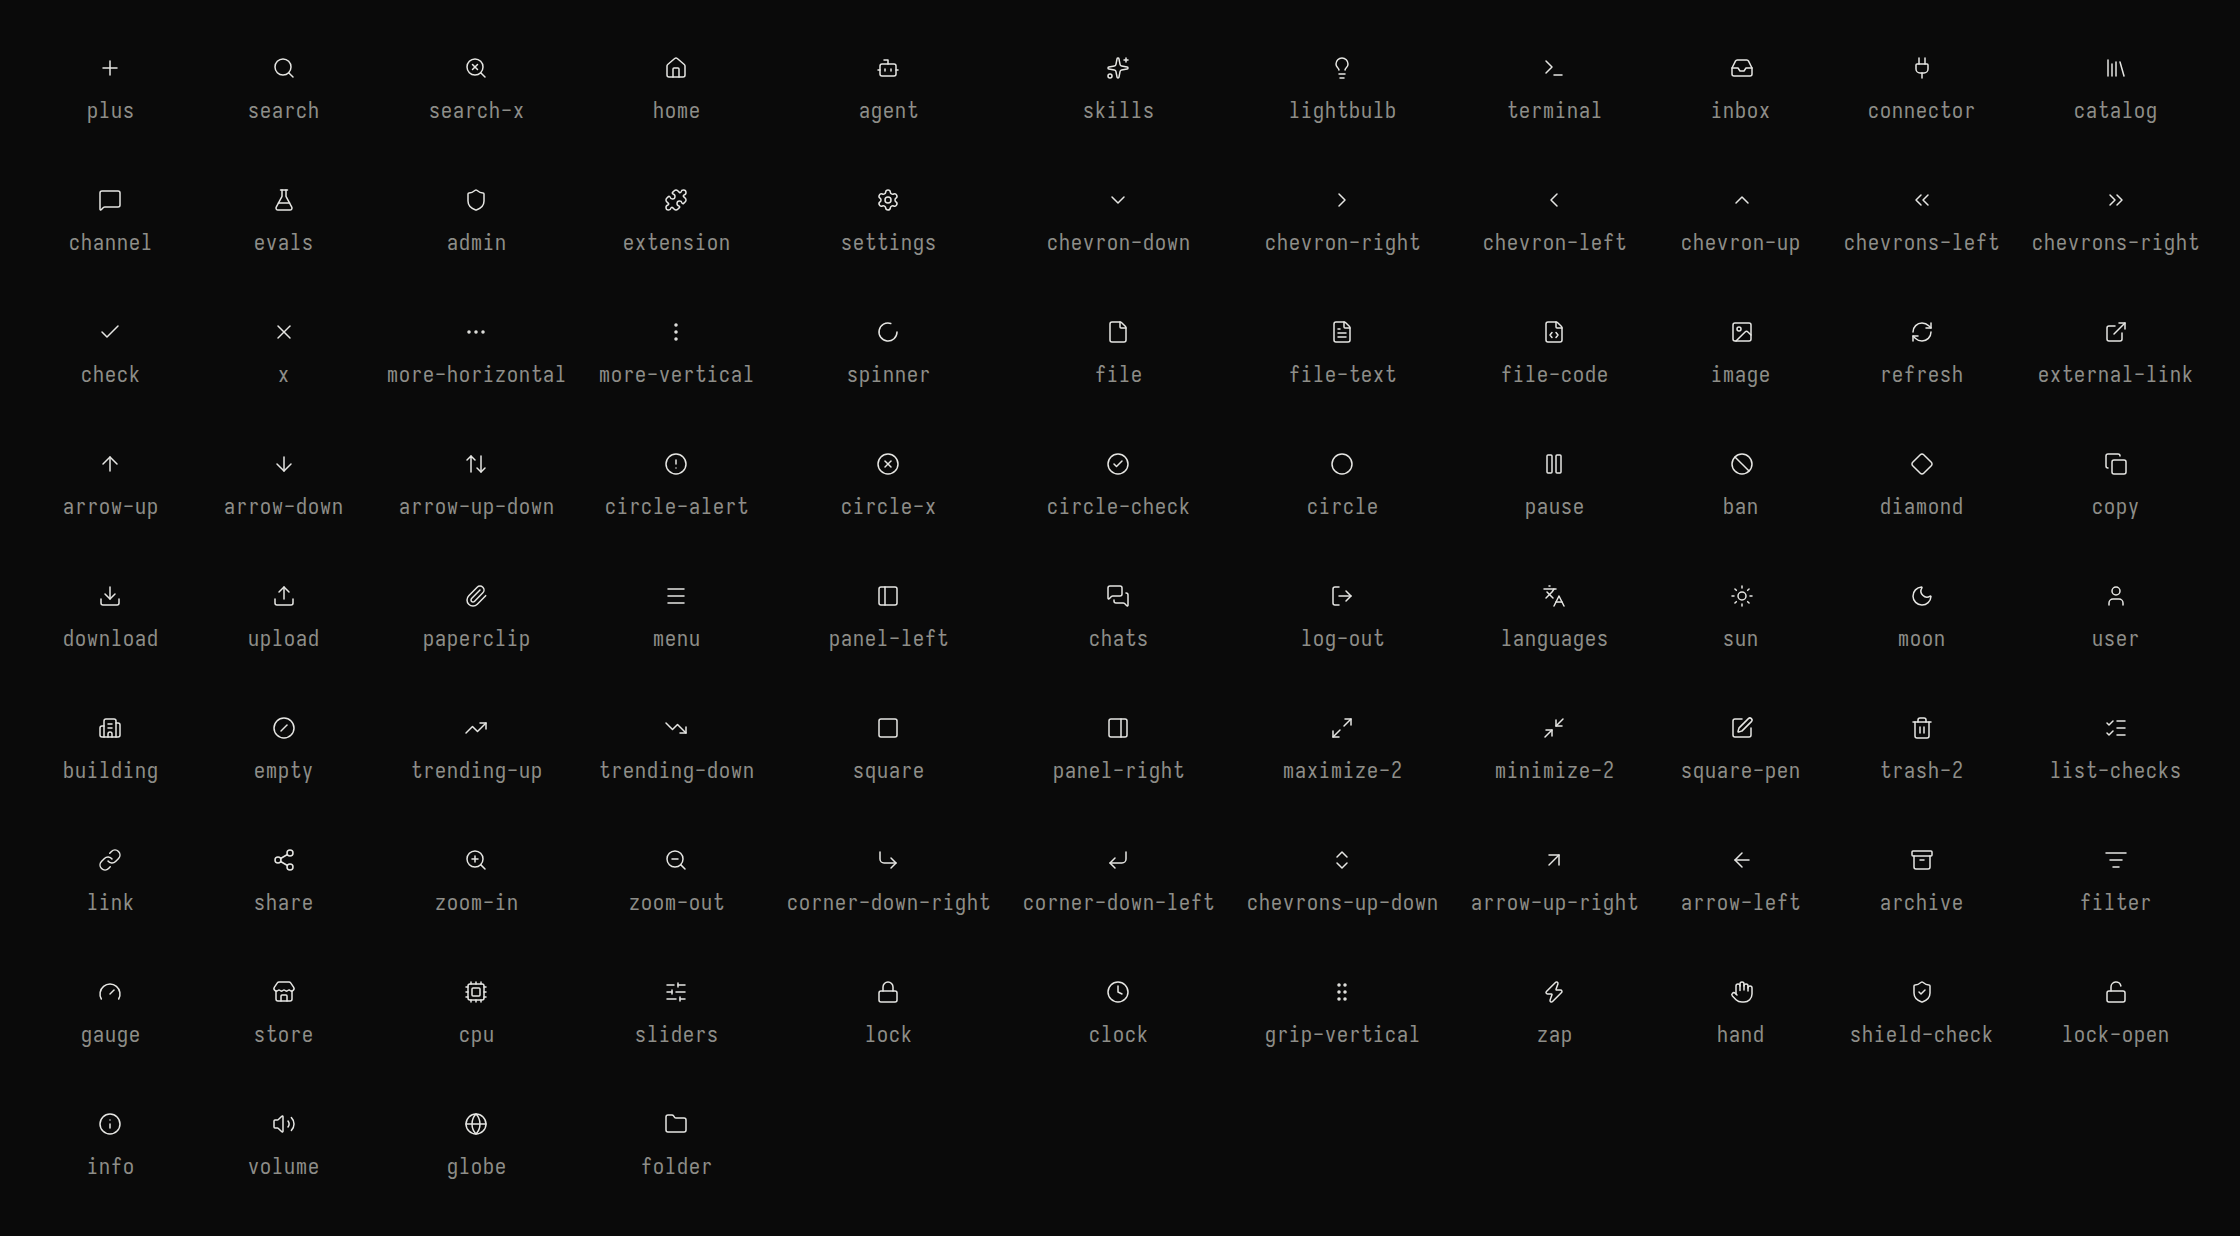 plus search search-x home agent skills lightbulb terminal inbox connector catalog
channel evals admin extension settings chevron-down chevron-right chevron-left chevron-up chevrons-left chevrons-right
check x more-horizontal more-vertical spinner file file-text file-code image refresh external-link
arrow-up arrow-down arrow-up-down circle-alert circle-x circle-check circle pause ban diamond copy
download upload paperclip menu panel-left chats log-out languages sun moon user
building empty trending-up trending-down square panel-right maximize-2 minimize-2 square-pen trash-2 list-checks
link share zoom-in zoom-out corner-down-right corner-down-left chevrons-up-down arrow-up-right arrow-left archive filter
gauge store cpu sliders lock clock grip-vertical zap hand shield-check lock-open
info volume globe folder